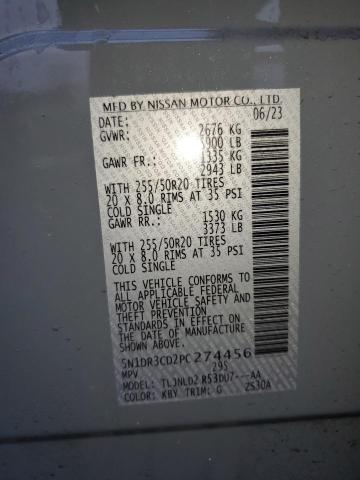 MFD BY NISSAN MOTOR CO., LTD.
DATE: 06/23
GVWR: 2676 KG
5900 LB
GAWR FR.: 1335 KG
2943 LB
WITH 255/50R20 TIRES
20 X 8.0 RIMS AT 35 PSI
COLD SINGLE
GAWR RR.: 1530 KG
3373 LB
WITH 255/50R20 TIRES
20 X 8.0 RIMS AT 35 PSI
COLD SINGLE
THIS VEHICLE CONFORMS TO
ALL APPLICABLE FEDERAL
MOTOR VEHICLE SAFETY AND
THEFT PREVENTION
STANDARDS IN EFFECT ON
THE DATE OF MANUFACTURE
SHOWN ABOVE.
5N1DR3CD2PC274456
MPV 295
MODEL: TLJNLD2 RS3DU7---AA
COLOR: KBY TRIM: G ZS30A